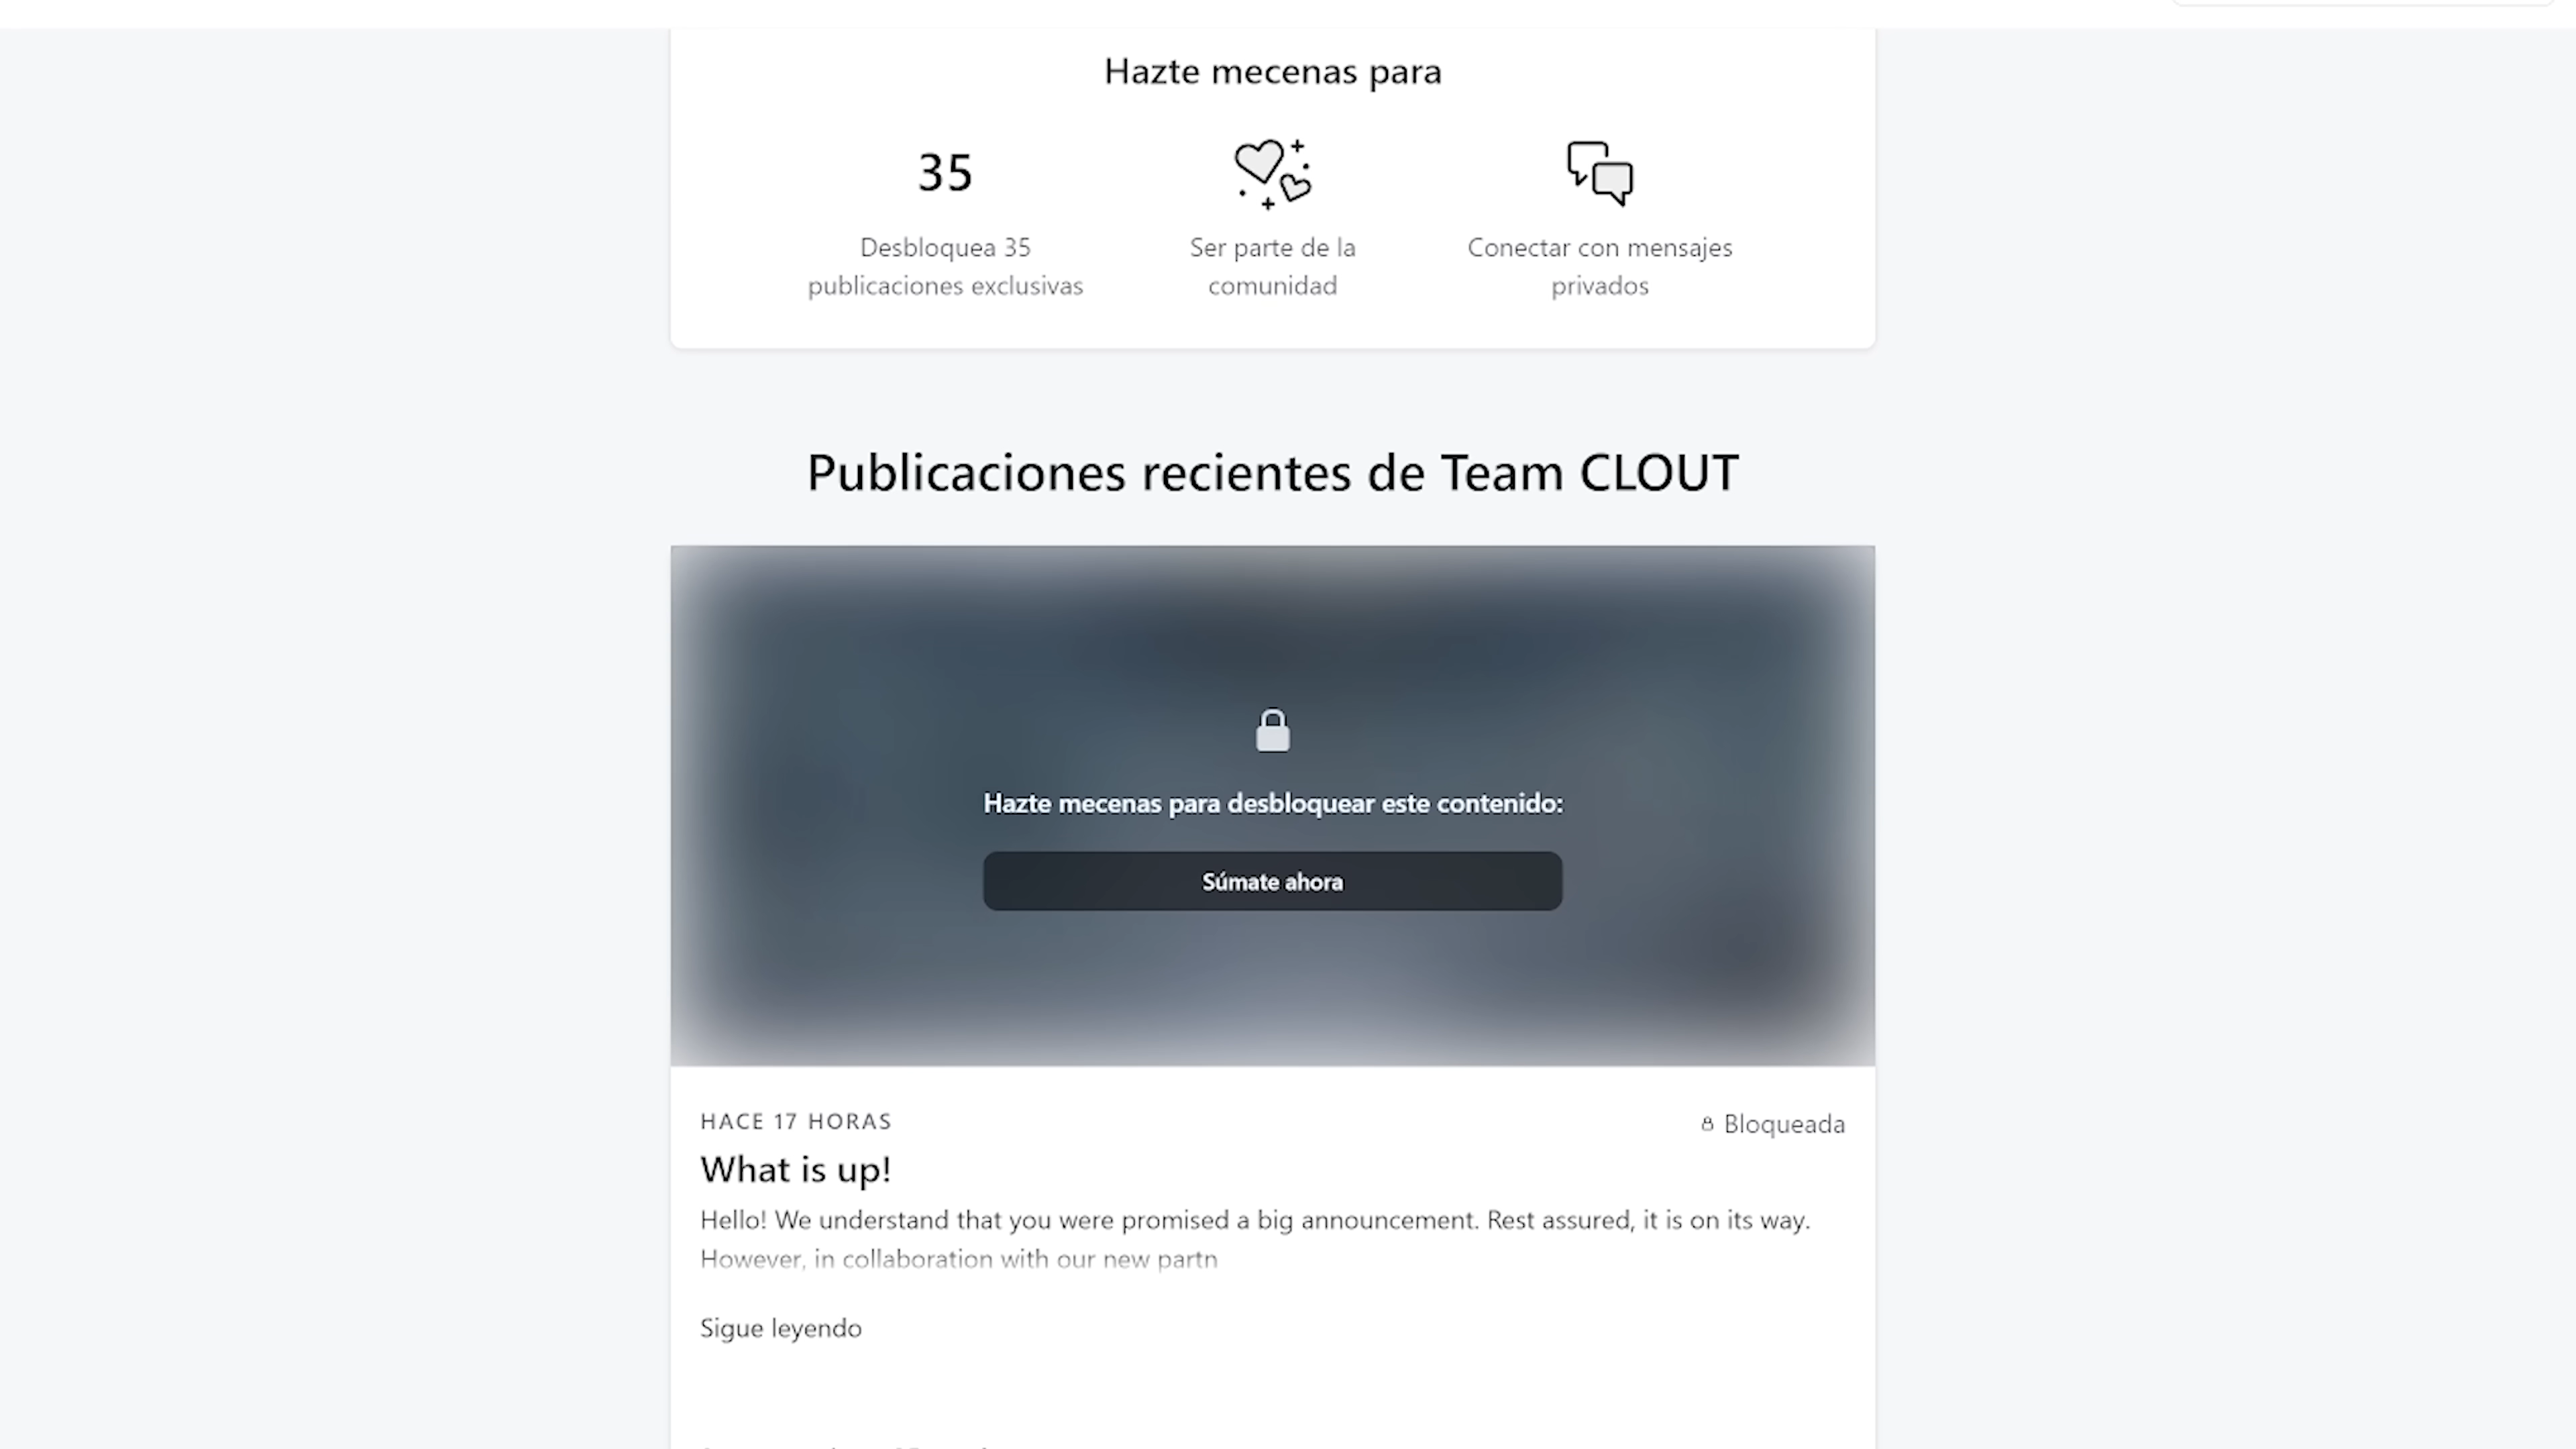 Hazte mecenas para
35
Desbloquea 35
publicaciones exclusivas
Ser parte de la
comunidad
Conectar con mensajes
privados
Publicaciones recientes de Team CLOUT
Hazte mecenas para desbloquear este contenido:
Súmate ahora
HACE 17 HORAS
Bloqueada
What is up!
Hello! We understand that you were promised a big announcement. Rest assured, it is on its way.
However, in collaboration with our new partn
Sigue leyendo